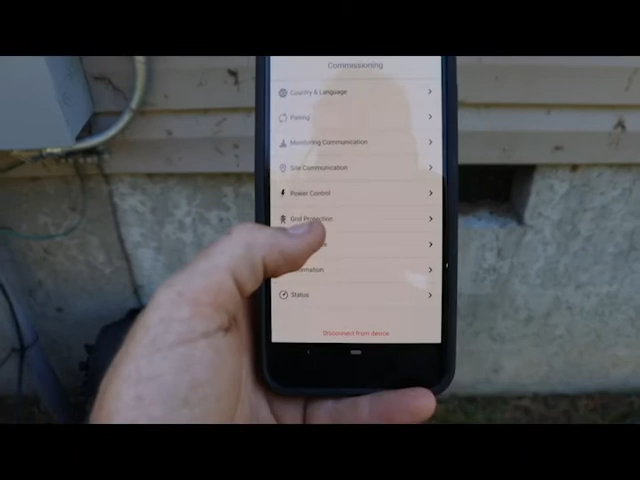 Commissioning
Country & Language
Pairing
Monitoring Communication
Site Communication
Power Control
Grid Protection
Status
Disconnect from device